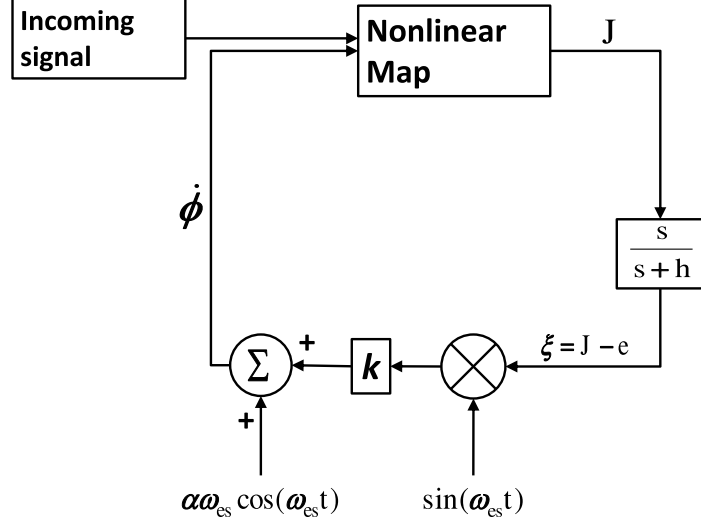 Incoming
signal
Nonlinear
Map
J
ϕ̇
s
s + h
ξ = J − e
+
k
Σ
+
αω_es cos(ω_es t)
sin(ω_es t)